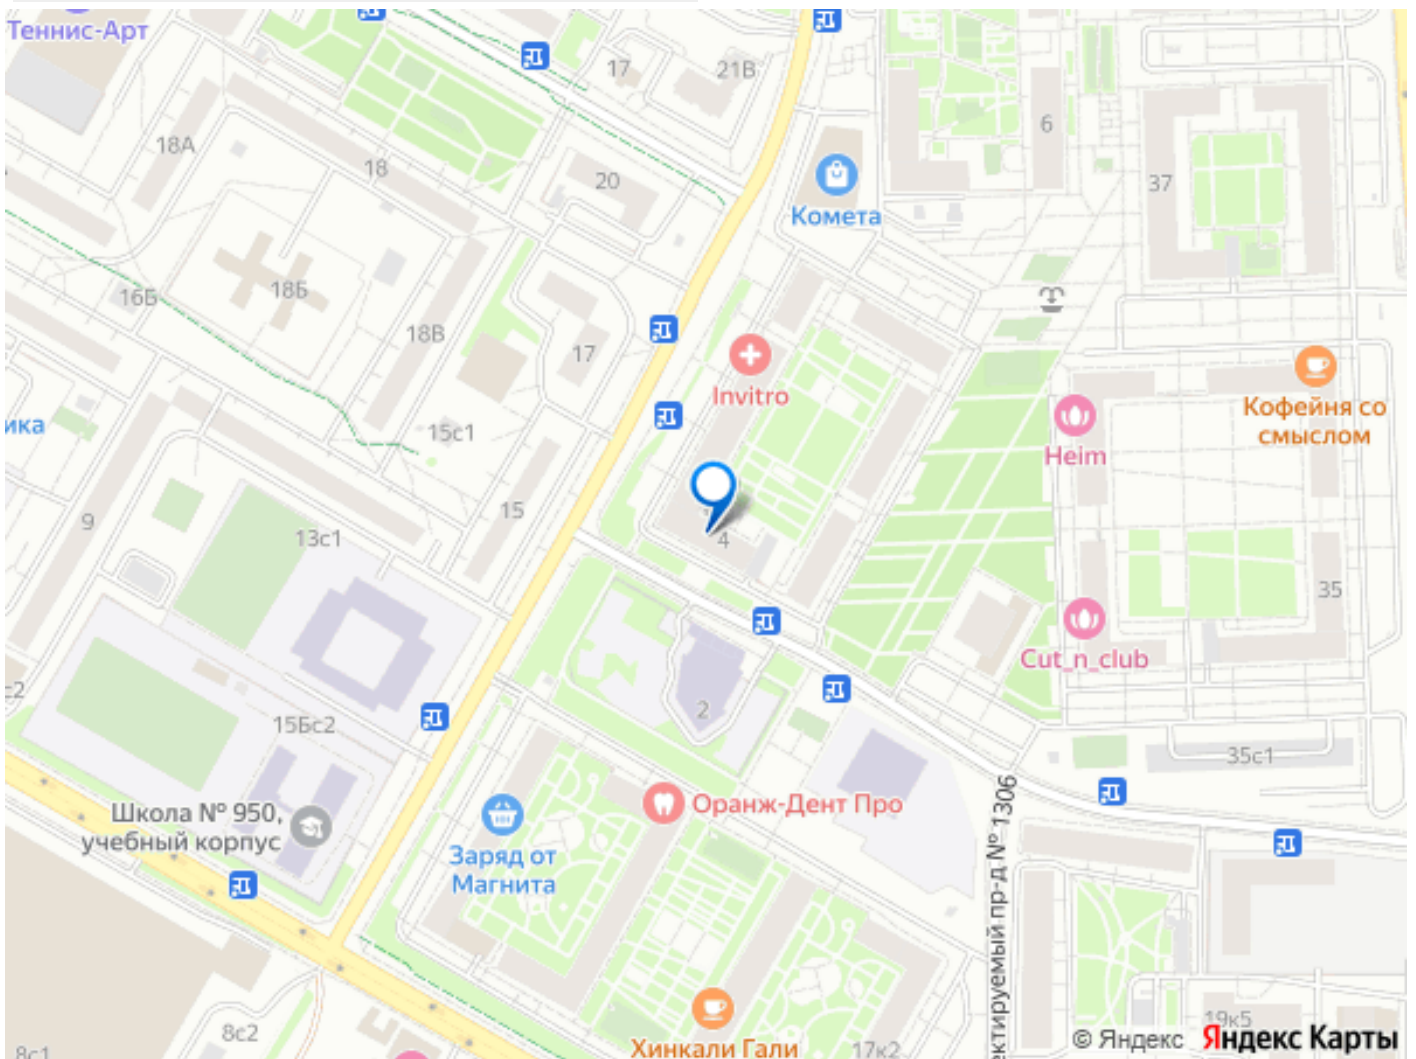 Теннис-Арт
17
21В
6
18А
18
20
37
Комета
18Б
16Б
18В
17
Invitro
ика
15с1
Кофейня со
смыслом
Heim
9
15
13с1
4
35
Cut_n_club
с2
2
15Бс2
35с1
Школа № 950,
учебный корпус
Оранж-Дент Про
Заряд от
Магнита
ектируемый пр-д № 1306
8с2
8с1
Хинкали Гали
17к2
19к5
© Яндекс Яндекс Карты